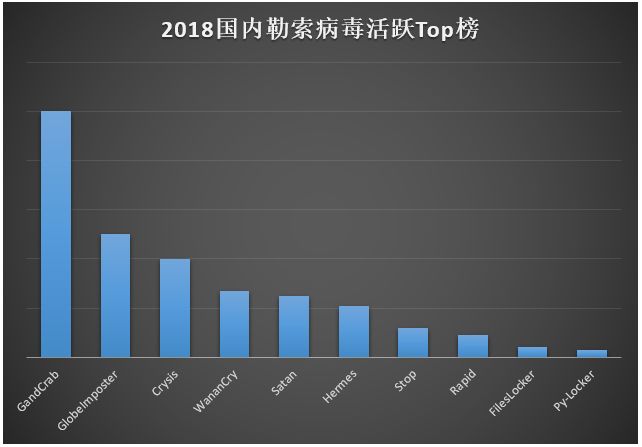 2018国内勒索病毒活跃Top榜
GandCrab
GlobeImposter
Crysis
WananCry
Satan
Hermes
Stop
Rapid
FilesLocker
Py-Locker